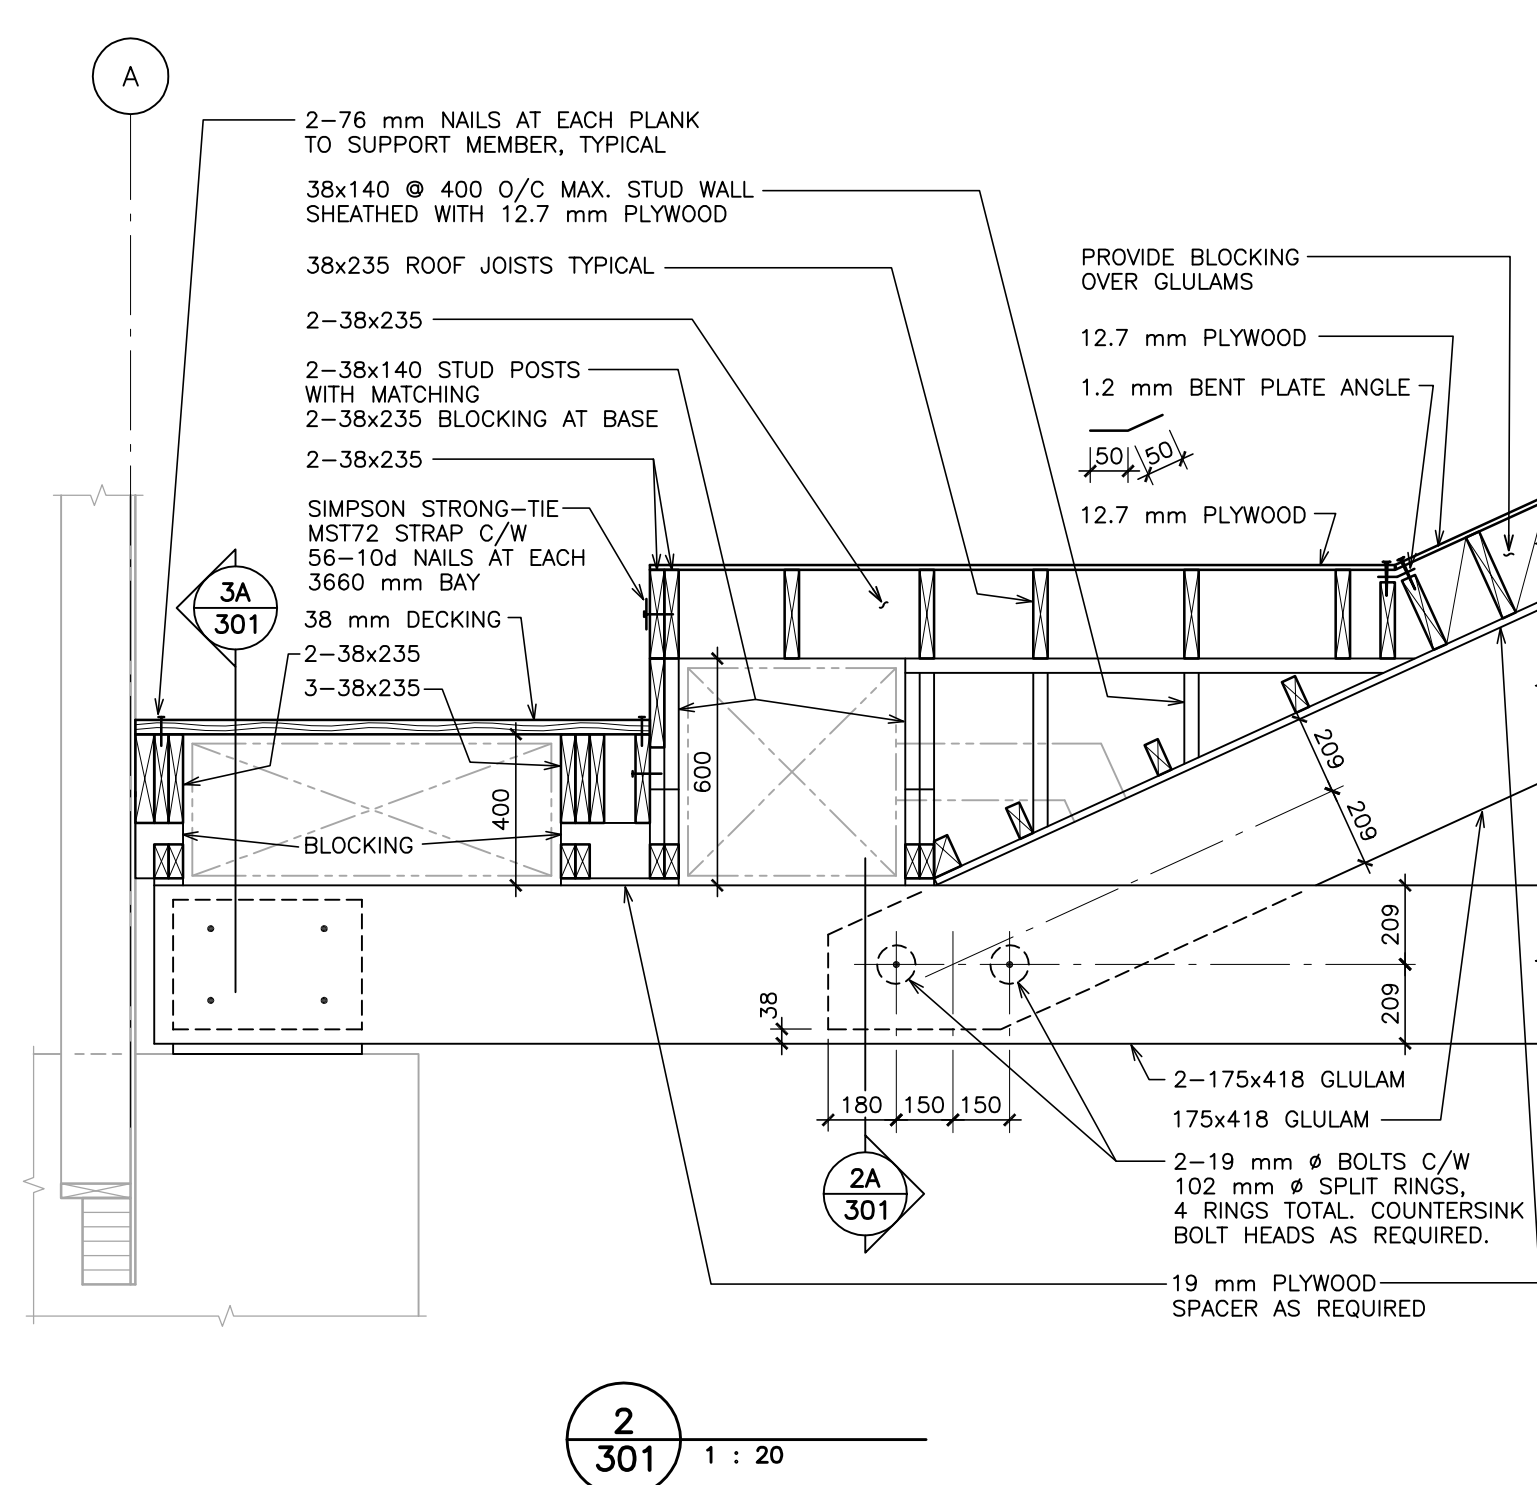 A
2-76 mm NAILS AT EACH PLANK
TO SUPPORT MEMBER, TYPICAL
38x140 @ 400 O/C MAX. STUD WALL
SHEATHED WITH 12.7 mm PLYWOOD
38x235 ROOF JOISTS TYPICAL
2-38x235
2-38x140 STUD POSTS
WITH MATCHING
2-38x235 BLOCKING AT BASE
2-38x235
SIMPSON STRONG-TIE
MST72 STRAP C/W
56-10d NAILS AT EACH
3660 mm BAY
38 mm DECKING
2-38x235
3-38x235
3A
301
PROVIDE BLOCKING
OVER GLULAMS
12.7 mm PLYWOOD
1.2 mm BENT PLATE ANGLE
50
50
12.7 mm PLYWOOD
BLOCKING
400
600
209
209
209
209
38
180
150
150
2-175x418 GLULAM
175x418 GLULAM
2-19 mm ø BOLTS C/W
102 mm ø SPLIT RINGS,
4 RINGS TOTAL. COUNTERSINK
BOLT HEADS AS REQUIRED.
19 mm PLYWOOD
SPACER AS REQUIRED
2A
301
2
301
1 : 20